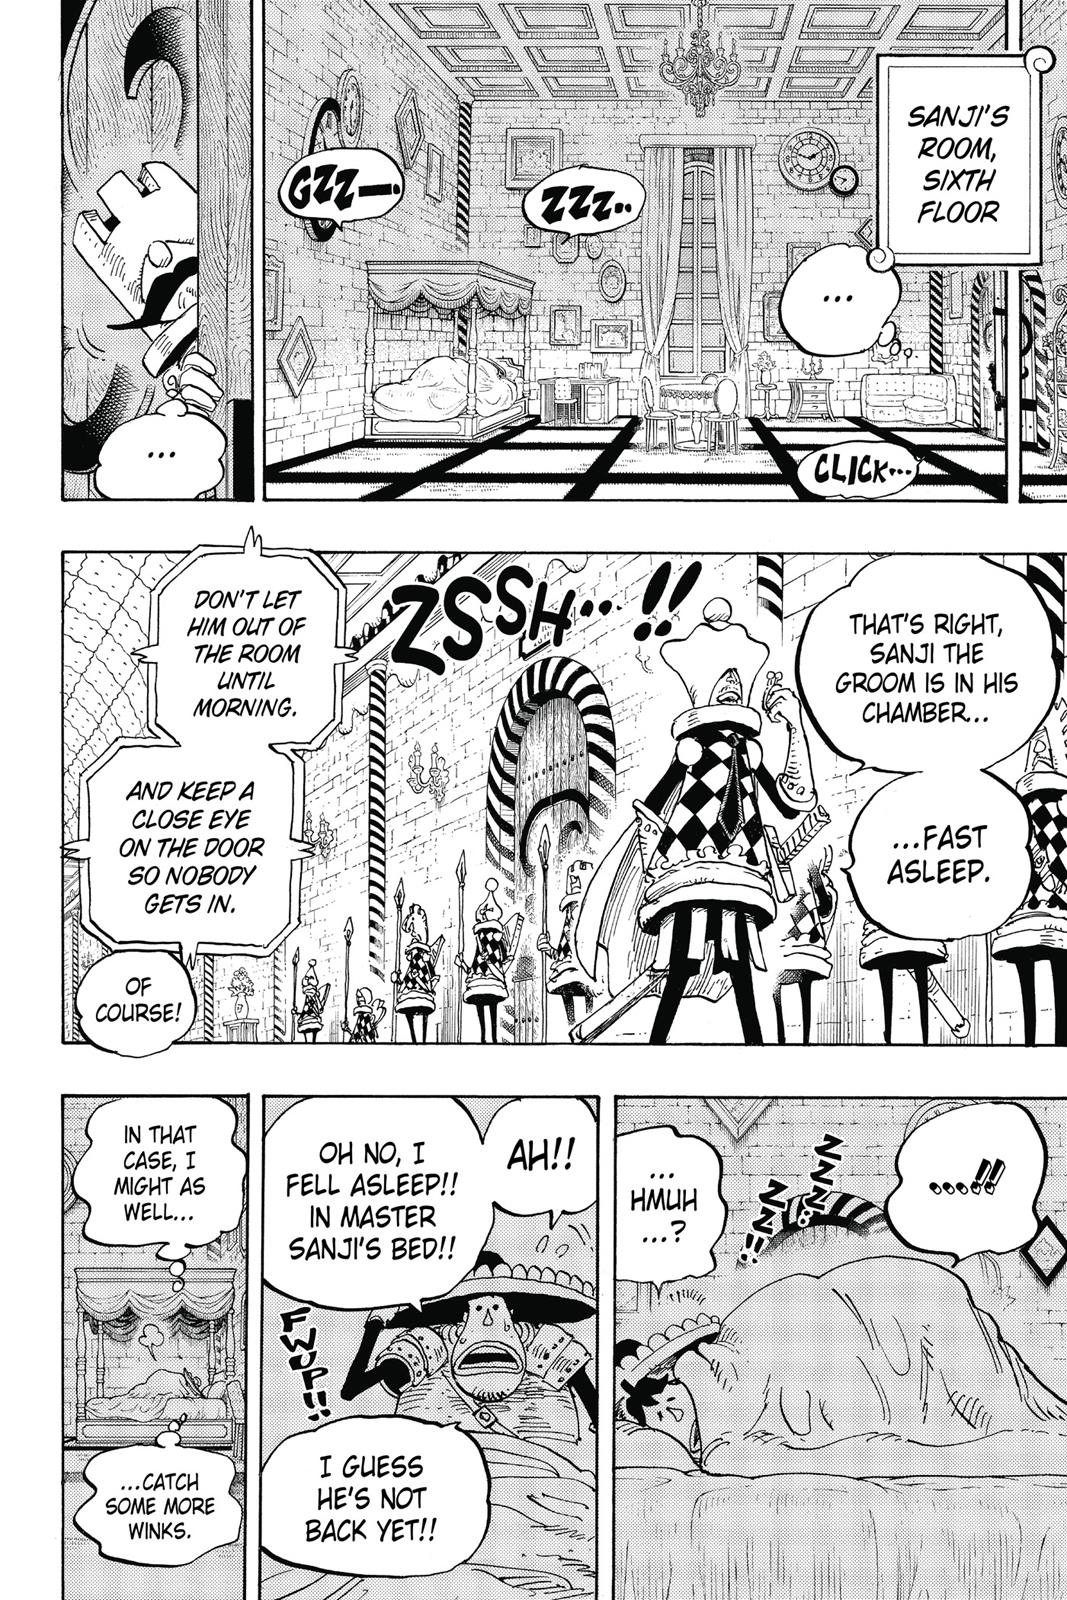 SANJI'S
ROOM,
SIXTH
FLOOR
...
CLICK...
ZZZ..
GZZ—.
...
THAT'S RIGHT,
SANJI THE
GROOM IS IN HIS
CHAMBER...
...FAST
ASLEEP.
ZSSH..!!
DON'T LET
HIM OUT OF
THE ROOM
UNTIL
MORNING.
AND KEEP A
CLOSE EYE
ON THE DOOR
SO NOBODY
GETS IN.
OF
COURSE!
...!!
ZZZ..
ZZ!!
...
HMUH
...?
AH!!
OH NO, I
FELL ASLEEP!!
IN MASTER
SANJI'S BED!!
FWUP!!
I GUESS
HE'S NOT
BACK YET!!
IN THAT
CASE, I
MIGHT AS
WELL...
...CATCH
SOME MORE
WINKS.